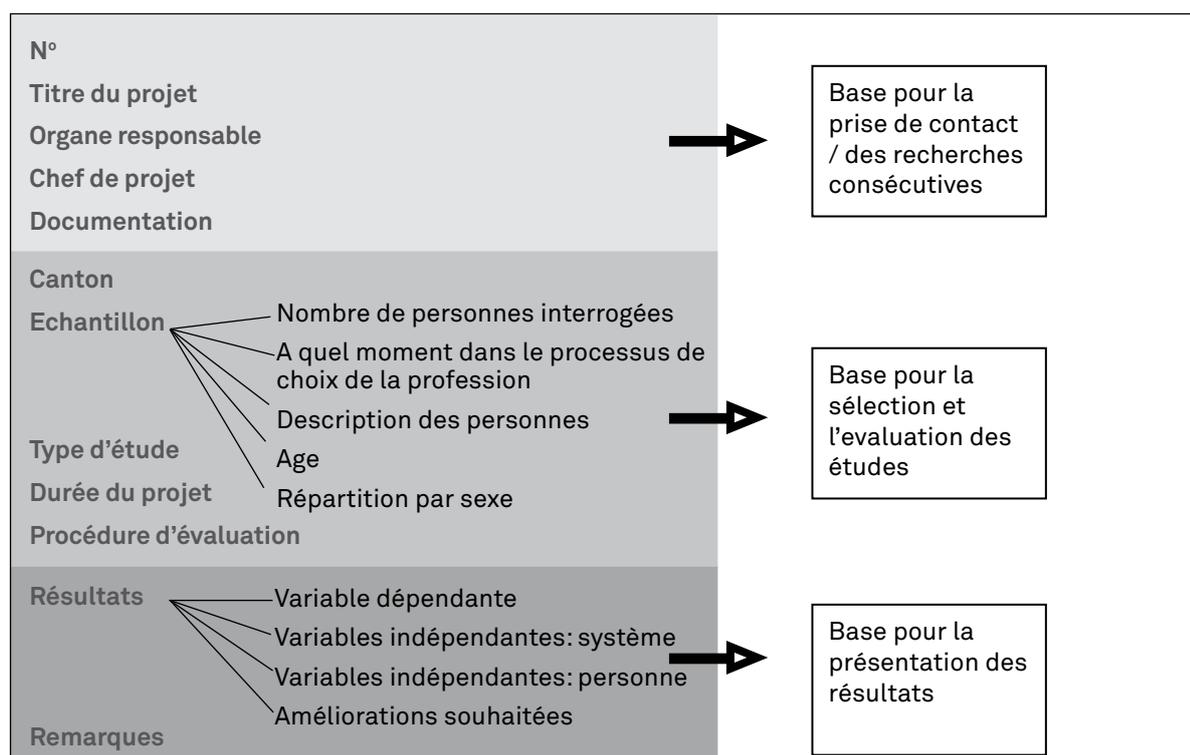 Nº
Titre du projet
Organe responsable
Chef de projet
Documentation
Base pour la
prise de contact
/ des recherches
consécutives
Canton
Echantillon
Nombre de personnes interrogées
A quel moment dans le processus de
choix de la profession
Description des personnes
Age
Répartition par sexe
Type d’étude
Durée du projet
Procédure d’évaluation
Base pour la
sélection et
l’evaluation des
études
Résultats
Variable dépendante
Variables indépendantes: système
Variables indépendantes: personne
Améliorations souhaitées
Remarques
Base pour la
présentation des
résultats